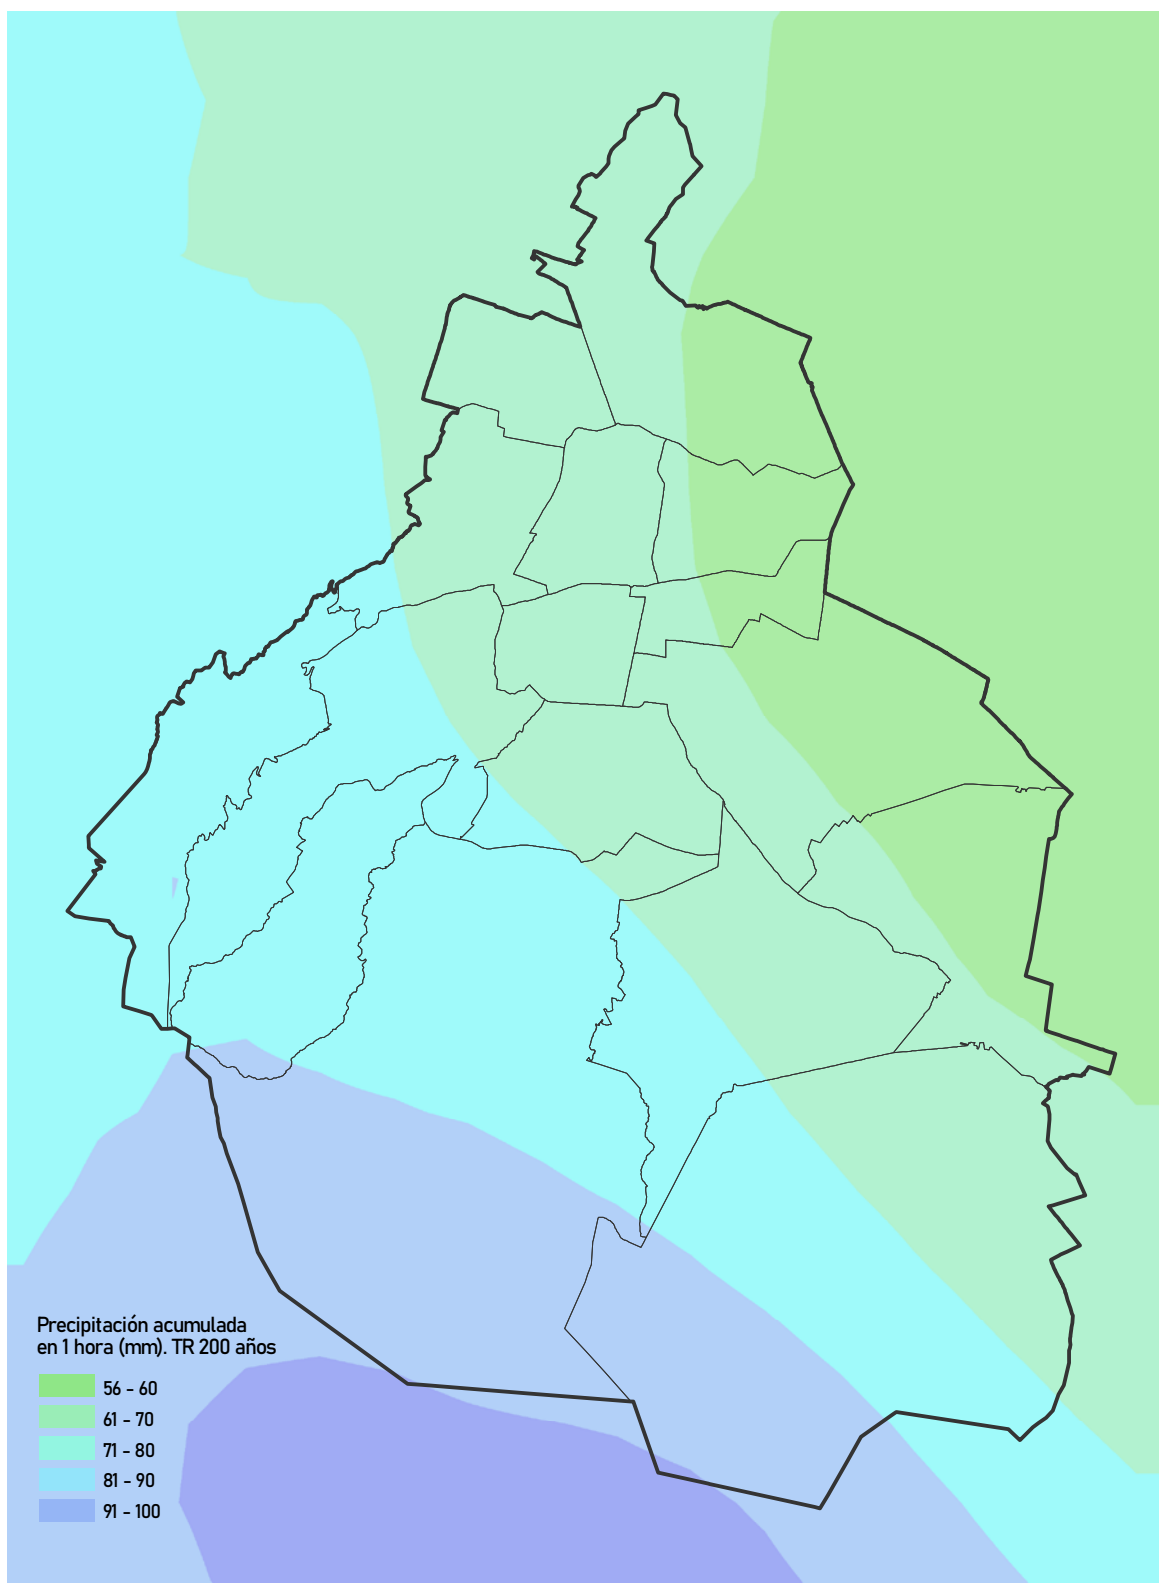 Precipitación acumulada
en 1 hora (mm). TR 200 años
56 - 60
61 - 70
71 - 80
81 - 90
91 - 100